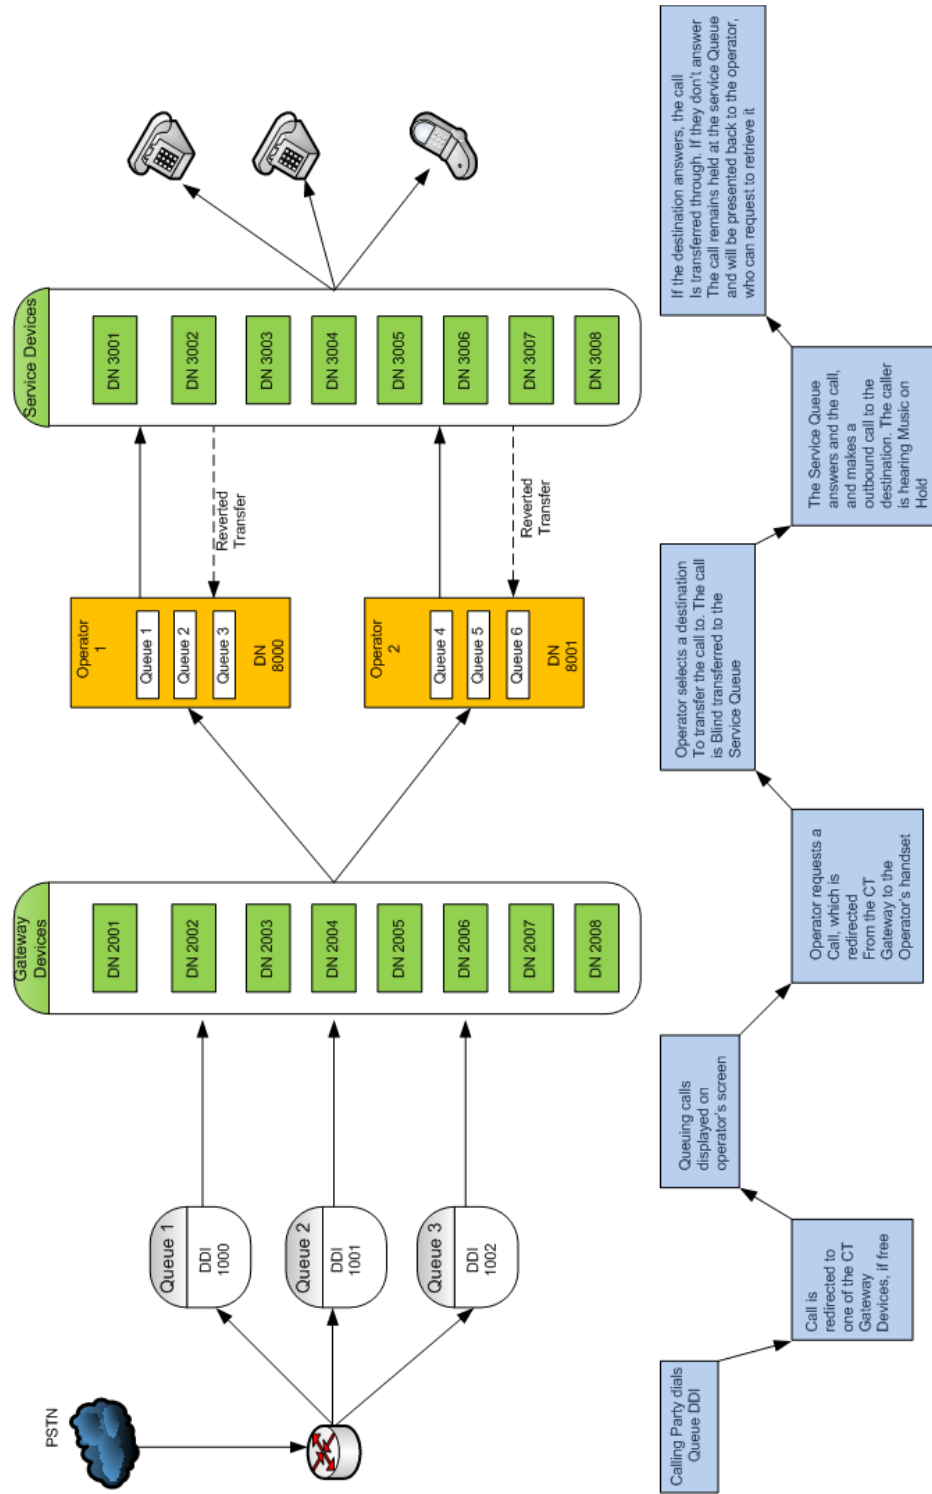 PSTN
Queue 1
DDI
1000
Queue 2
DDI
1001
Queue 3
DDI
1002
Gateway
Devices
DN 2001
DN 2002
DN 2003
DN 2004
DN 2005
DN 2006
DN 2007
DN 2008
Operator
1
Queue 1
Queue 2
Queue 3
DN
8000
Operator
2
Queue 4
Queue 5
Queue 6
DN
8001
Reverted
Transfer
Reverted
Transfer
Service Devices
DN 3001
DN 3002
DN 3003
DN 3004
DN 3005
DN 3006
DN 3007
DN 3008
Calling Party dials
Queue DDI
Call is
redirected to
one of the CT
Gateway
Devices, if free
Queuing calls
displayed on
operator's screen
Operator requests a
Call, which is
redirected
From the CT
Gateway to the
Operator's handset
Operator selects a destination
To transfer the call to. The call
is Blind transferred to the
Service Queue
The Service Queue
answers and the call,
and makes a
outbound call to the
destination. The caller
is hearing Music on
Hold
If the destination answers, the call
Is transferred through. If they don't answer
The call remains held at the service Queue
and will be presented back to the operator,
who can request to retrieve it